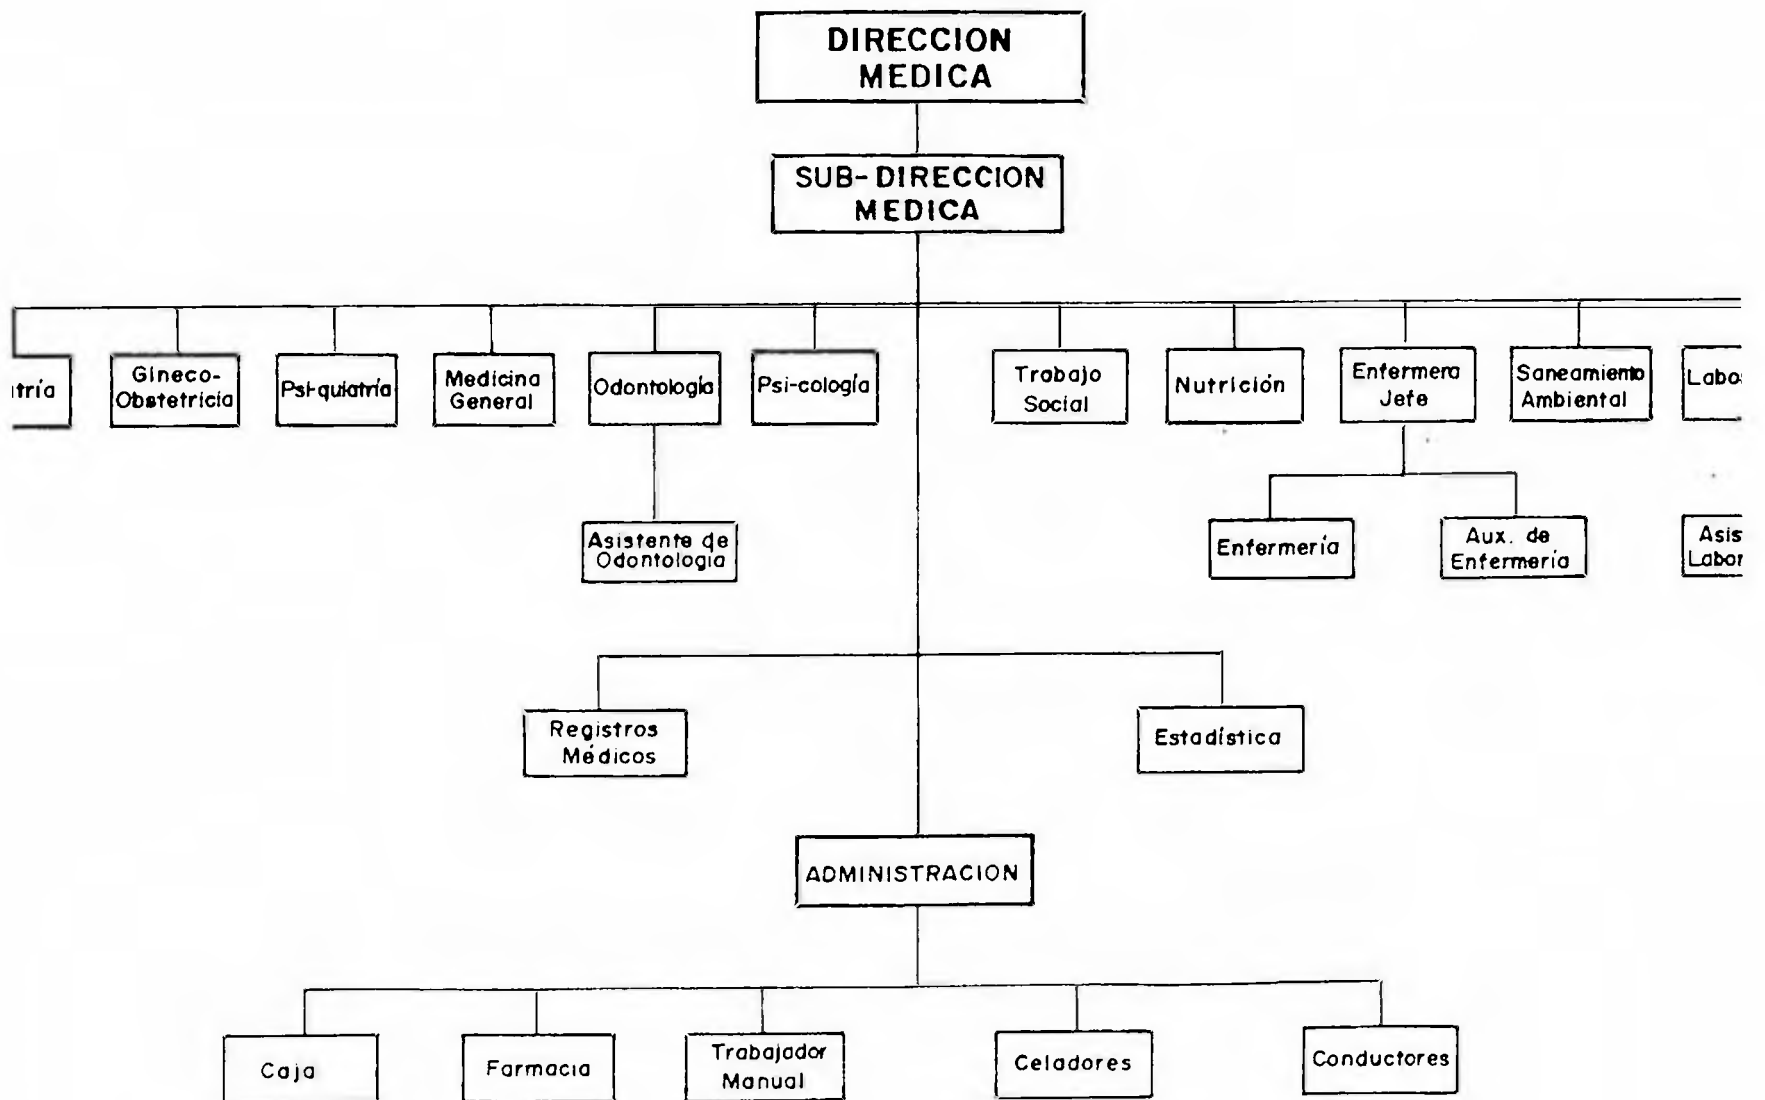 DIRECCION
MEDICA
SUB-DIRECCION
MEDICA
Gineco-
Obstetricia
Psi-quiatría
Medicina
General
Odontología
Psi-cología
Trabajo
Social
Nutrición
Enfermera
Jefe
Saneamiento
Ambiental
Asistente de
Odontologia
Enfermería
Aux. de
Enfermería
Registros
Médicos
Estadística
ADMINISTRACION
Caja
Farmacia
Trabajador
Manual
Celadores
Conductores